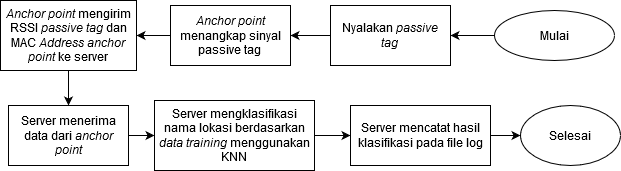 Mulai
Nyalakan passive
tag
Anchor point
menangkap sinyal
passive tag
Anchor point mengirim
RSSI passive tag dan
MAC Address anchor
point ke server
Server menerima
data dari anchor
point
Server mengklasifikasi
nama lokasi berdasarkan
data training menggunakan
KNN
Server mencatat hasil
klasifikasi pada file log
Selesai